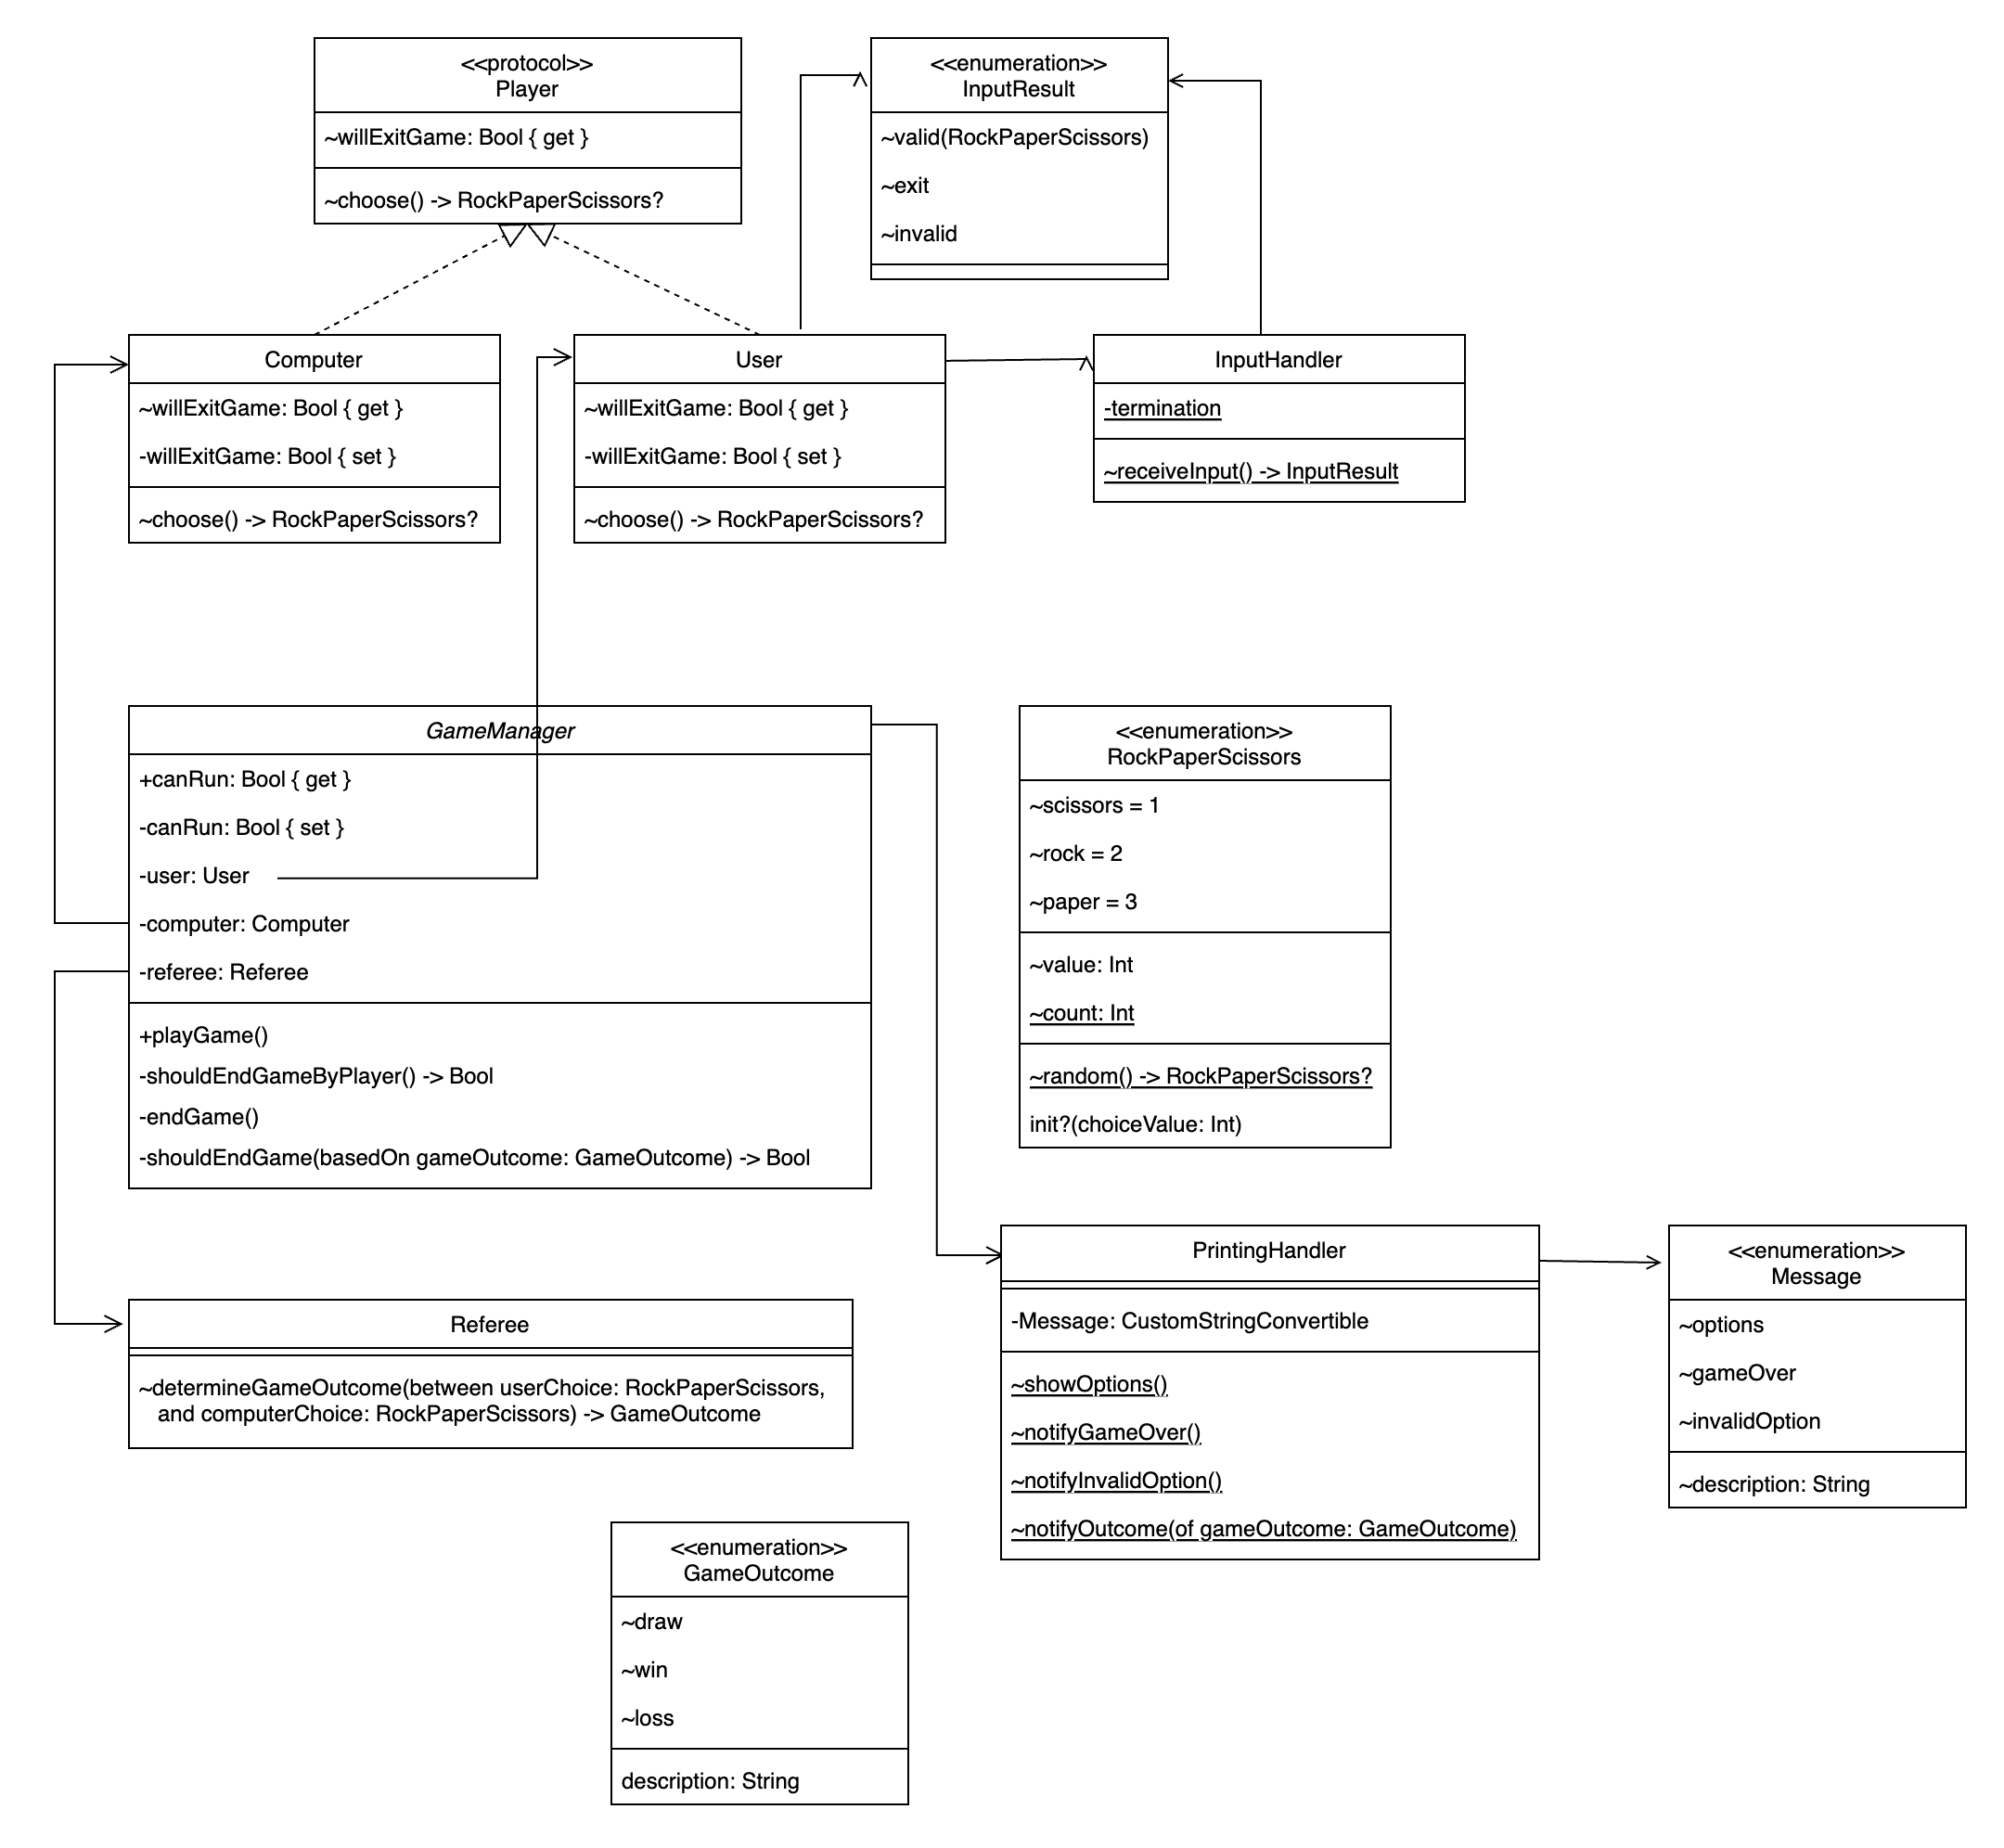 <<protocol>>
Player
~willExitGame: Bool { get }
~choose() -> RockPaperScissors?
<<enumeration>>
InputResult
~valid(RockPaperScissors)
~exit
~invalid
Computer
~willExitGame: Bool { get }
-willExitGame: Bool { set }
~choose() -> RockPaperScissors?
User
~willExitGame: Bool { get }
-willExitGame: Bool { set }
~choose() -> RockPaperScissors?
InputHandler
-termination
~receiveInput() -> InputResult
GameManager
+canRun: Bool { get }
-canRun: Bool { set }
-user: User
-computer: Computer
-referee: Referee
+playGame()
-shouldEndGameByPlayer() -> Bool
-endGame()
-shouldEndGame(basedOn gameOutcome: GameOutcome) -> Bool
<<enumeration>>
RockPaperScissors
~scissors = 1
~rock = 2
~paper = 3
~value: Int
~count: Int
~random() -> RockPaperScissors?
init?(choiceValue: Int)
Referee
~determineGameOutcome(between userChoice: RockPaperScissors,
and computerChoice: RockPaperScissors) -> GameOutcome
PrintingHandler
-Message: CustomStringConvertible
~showOptions()
~notifyGameOver()
~notifyInvalidOption()
~notifyOutcome(of gameOutcome: GameOutcome)
<<enumeration>>
Message
~options
~gameOver
~invalidOption
~description: String
<<enumeration>>
GameOutcome
~draw
~win
~loss
description: String